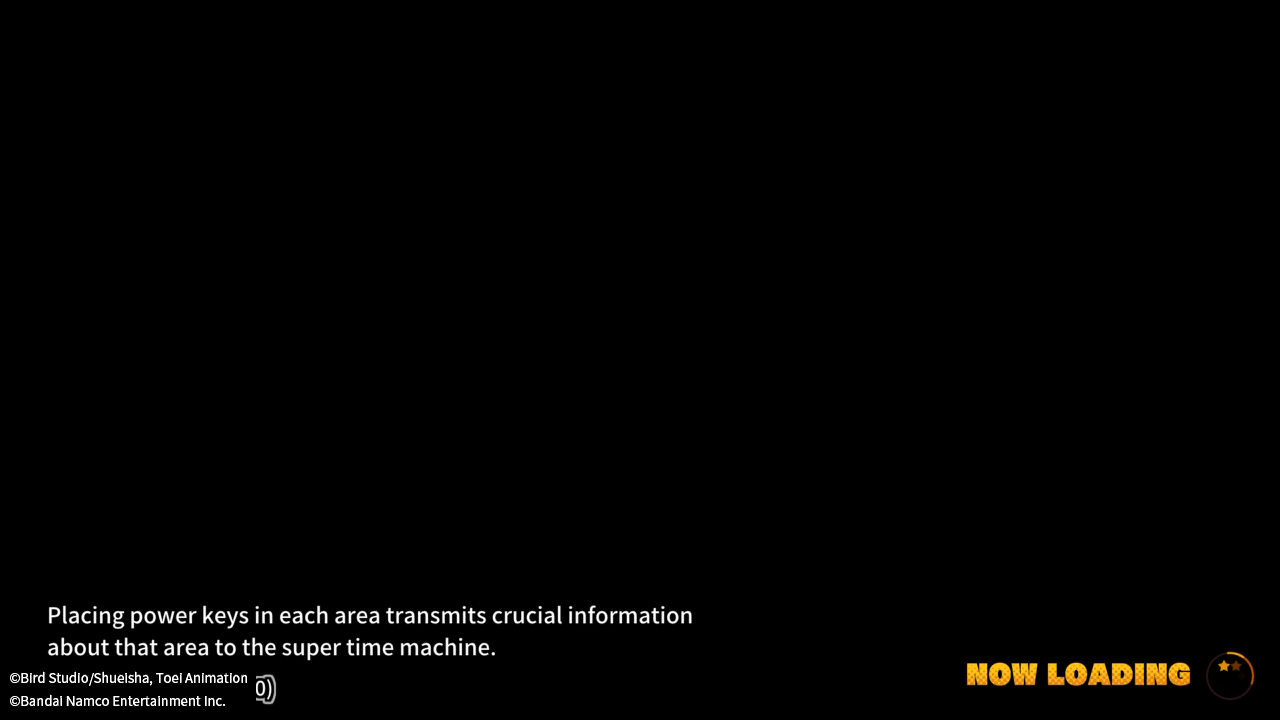 Placing power keys in each area transmits crucial information
about that area to the super time machine.
©Bird Studio/Shueisha, Toei Animation
©Bandai Namco Entertainment Inc.
NOW LOADING